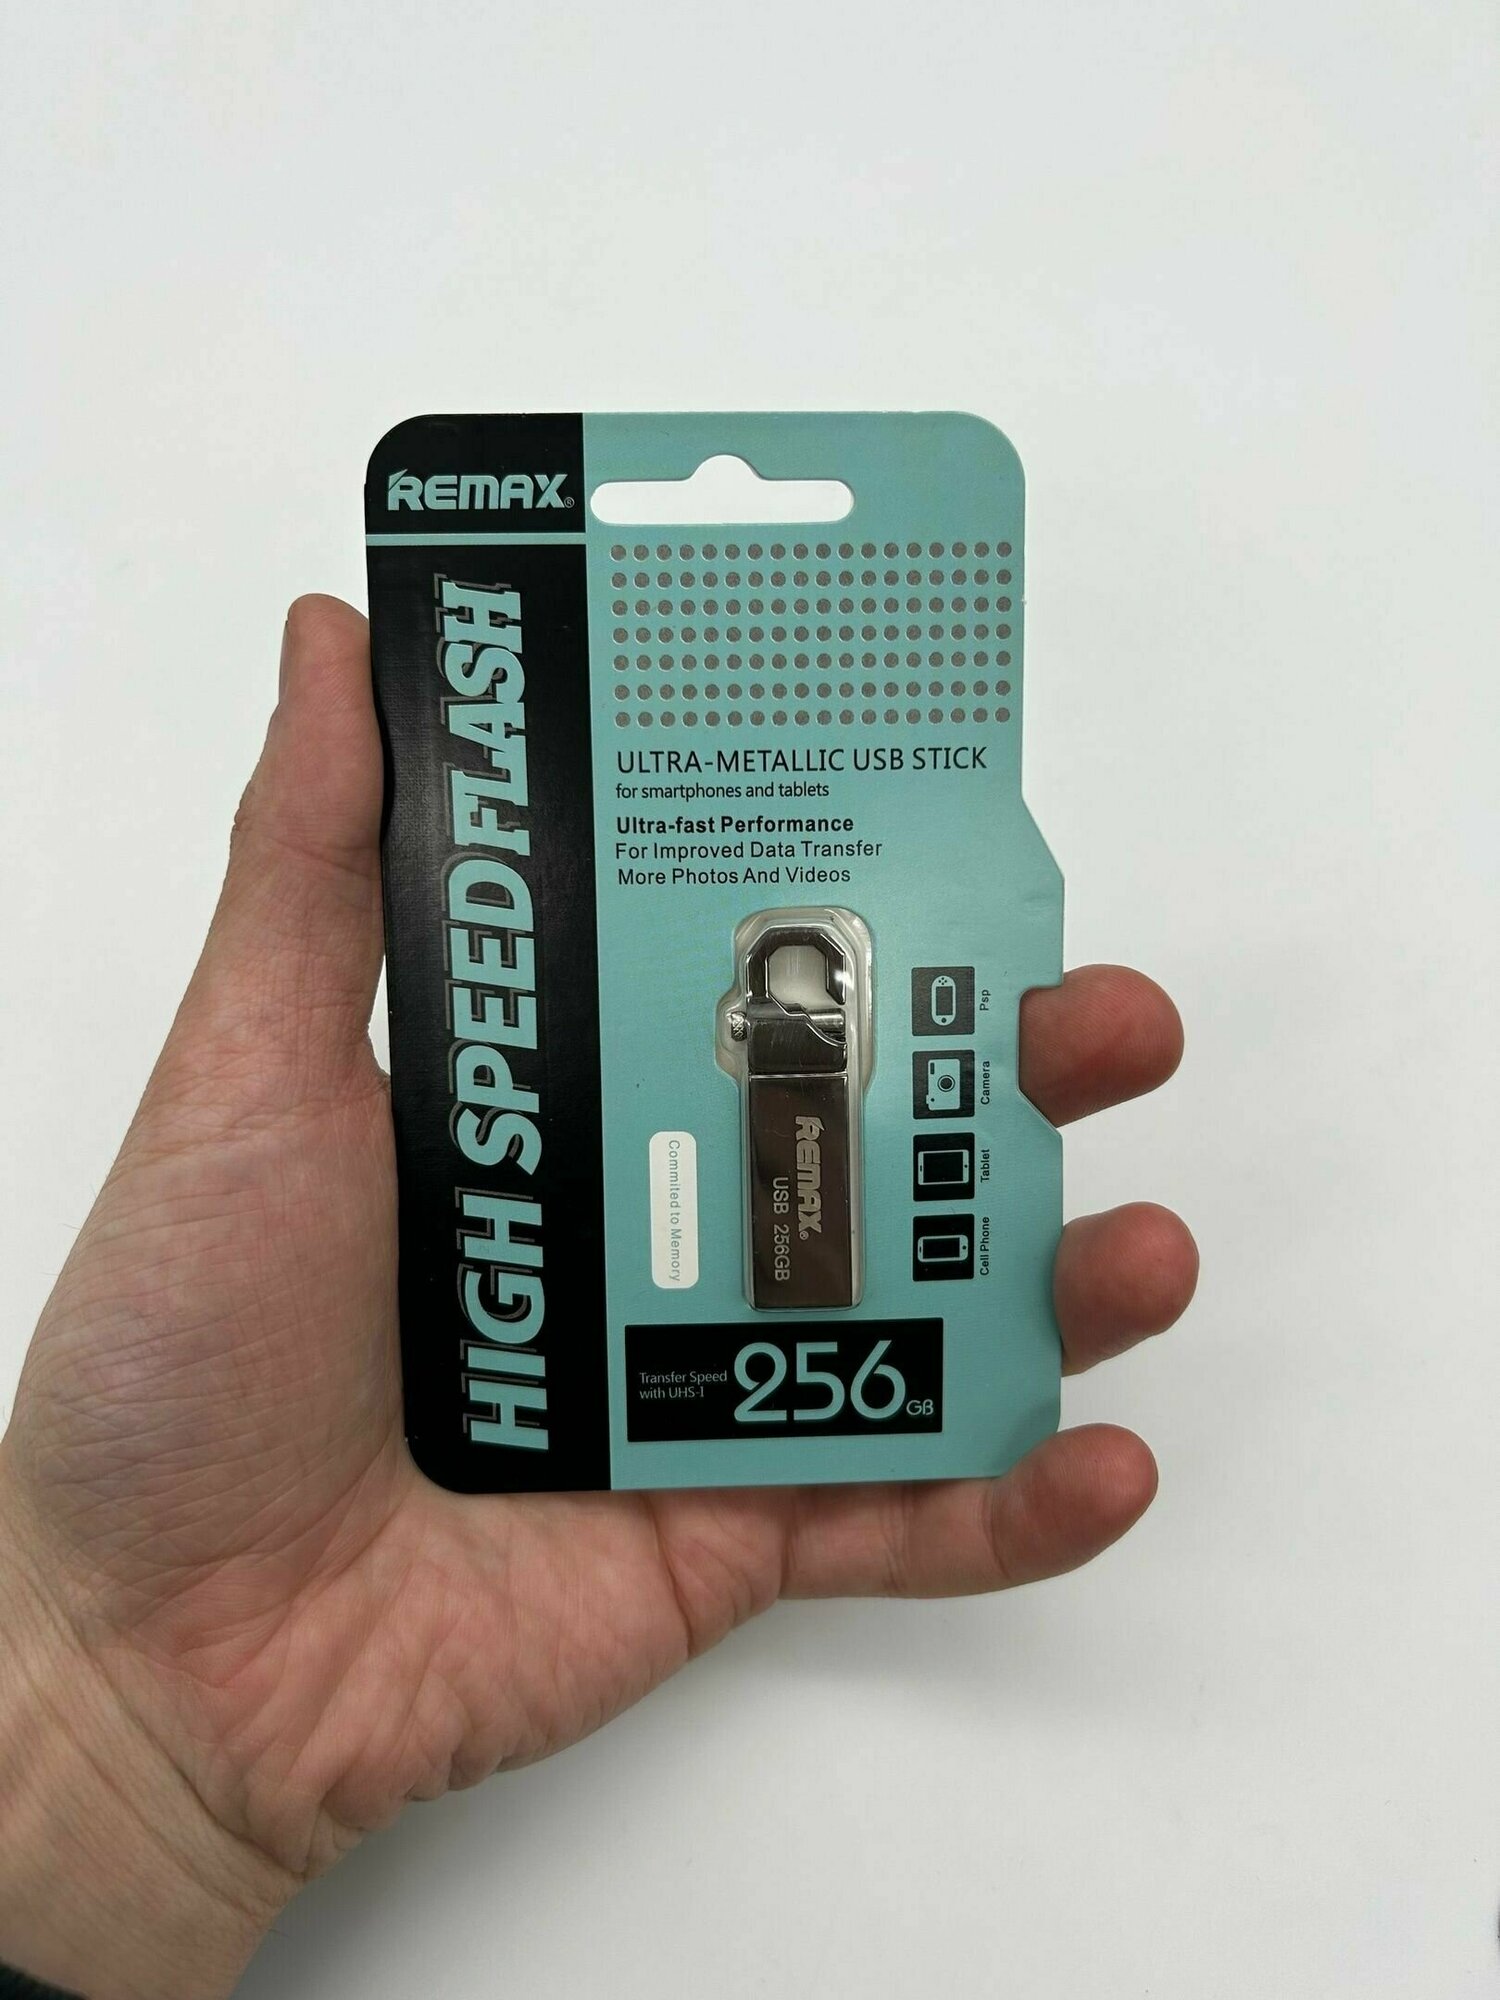 REMAX®
HIGH SPEED FLASH
ULTRA-METALLIC USB STICK
for smartphones and tablets
Ultra-fast Performance
For Improved Data Transfer
More Photos And Videos
Psp
Camera
Tablet
Cell Phone
Commited to Memory
REMAX®
USB 256GB
Transfer Speed
with UHS-I
256GB